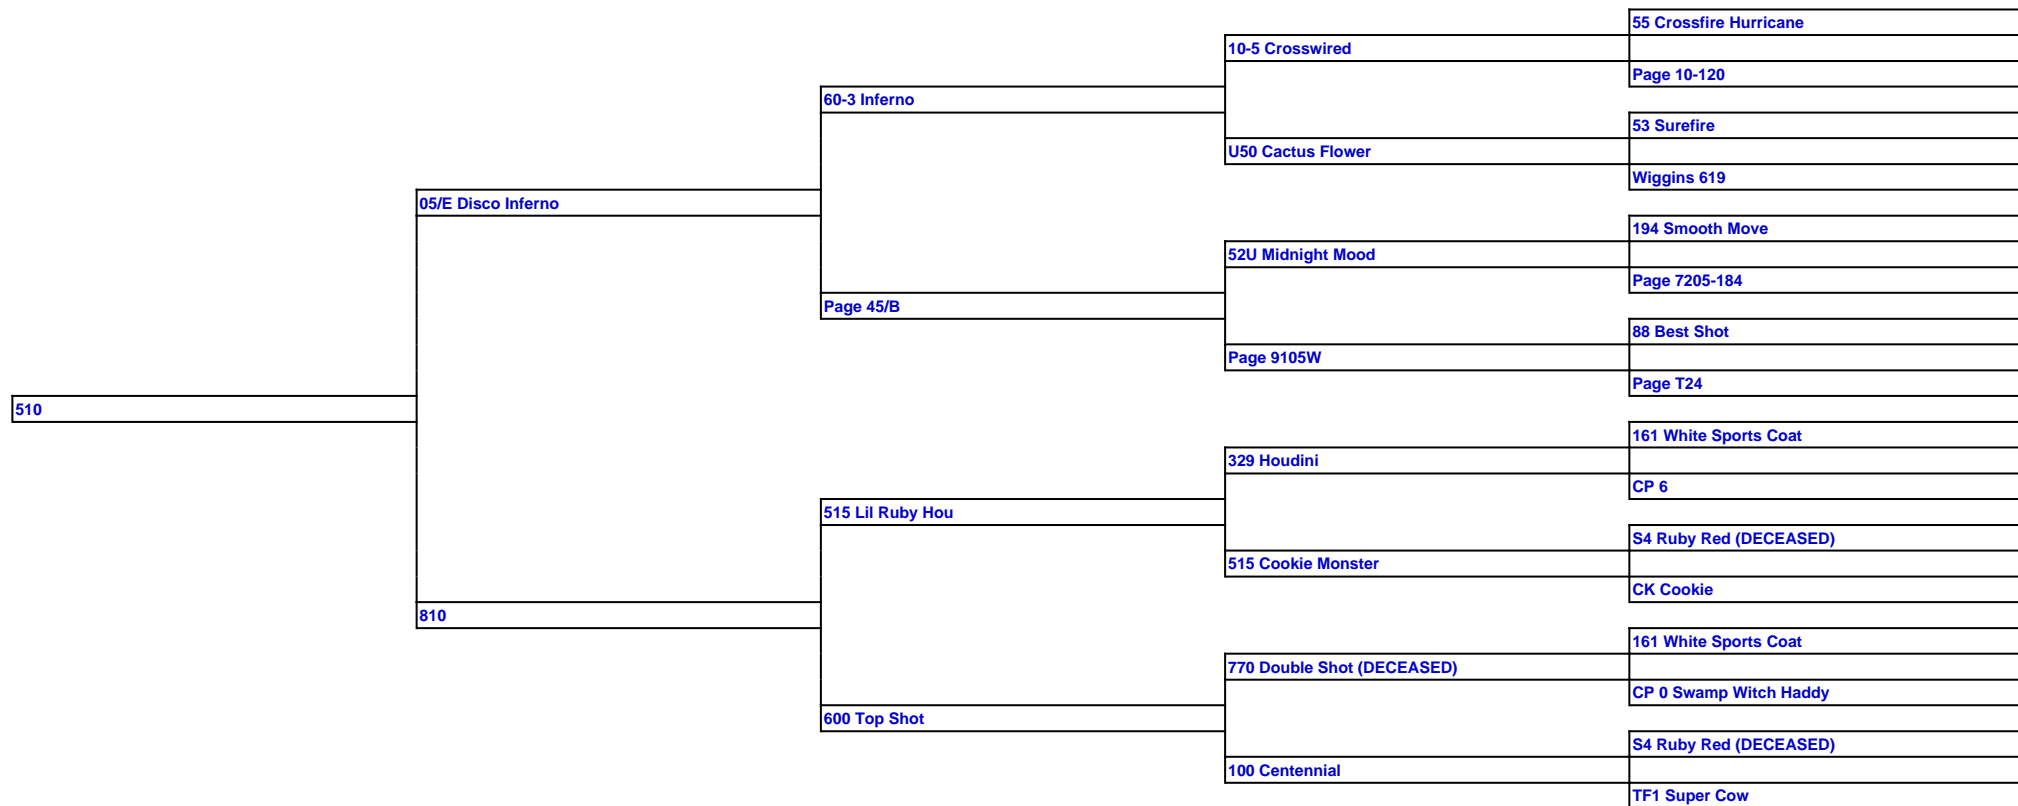 55 Crossfire Hurricane
10-5 Crosswired
Page 10-120
60-3 Inferno
53 Surefire
U50 Cactus Flower
Wiggins 619
05/E Disco Inferno
194 Smooth Move
52U Midnight Mood
Page 7205-184
Page 45/B
88 Best Shot
Page 9105W
Page T24
510
161 White Sports Coat
329 Houdini
CP 6
515 Lil Ruby Hou
S4 Ruby Red (DECEASED)
515 Cookie Monster
CK Cookie
810
161 White Sports Coat
770 Double Shot (DECEASED)
CP 0 Swamp Witch Haddy
600 Top Shot
S4 Ruby Red (DECEASED)
100 Centennial
TF1 Super Cow